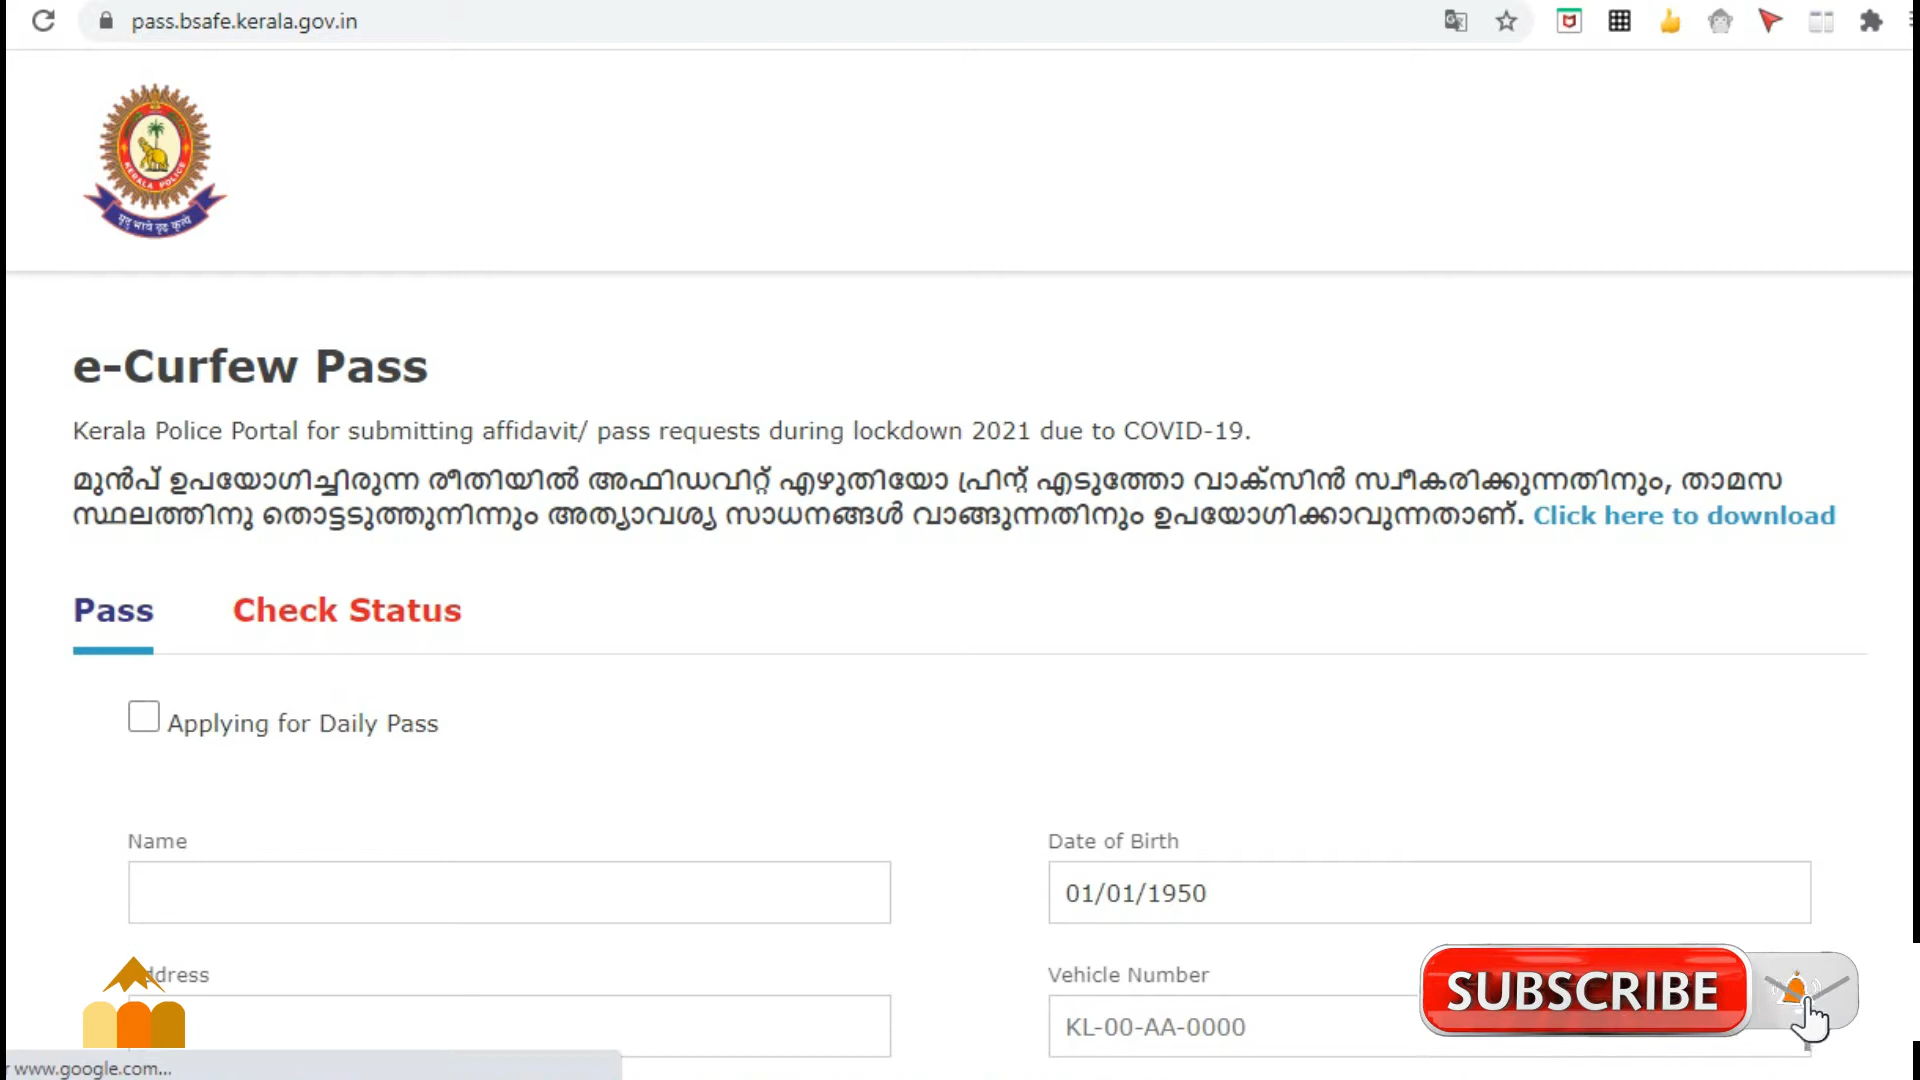 pass.bsafe.kerala.gov.in
KERALA POLICE
मृदु भावे दृढ कृत्ये
e-Curfew Pass
Kerala Police Portal for submitting affidavit/ pass requests during lockdown 2021 due to COVID-19.
മുൻപ് ഉപയോഗിച്ചിരുന്ന രീതിയിൽ അഫിഡവിറ്റ് എഴുതിയോ പ്രിന്റ് എടുത്തോ വാക്സിൻ സ്വീകരിക്കുന്നതിനും, താമസ
സ്ഥലത്തിനു തൊട്ടടുത്തുനിന്നും അത്യാവശ്യ സാധനങ്ങൾ വാങ്ങുന്നതിനും ഉപയോഗിക്കാവുന്നതാണ്. Click here to download
Pass Check Status
Applying for Daily Pass
Name Date of Birth
01/01/1950
ddress Vehicle Number
KL-00-AA-0000
SUBSCRIBE
www.google.com...